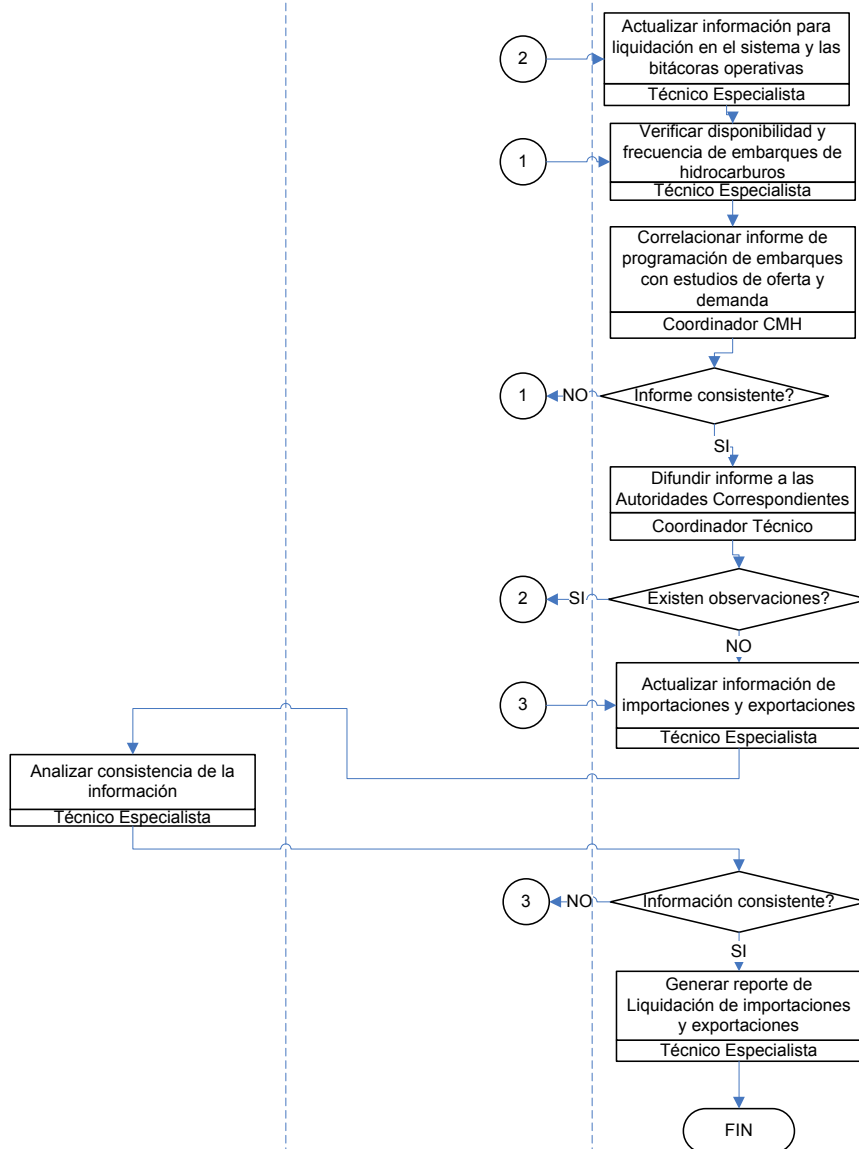 Actualizar información para
liquidación en el sistema y las
bitácoras operativas
2
Técnico Especialista
Verificar disponibilidad y
frecuencia de embarques de
hidrocarburos
1
Técnico Especialista
Correlacionar informe de
programación de embarques
con estudios de oferta y
demanda
Coordinador CMH
1
NO
Informe consistente?
SI
Difundir informe a las
Autoridades Correspondientes
Coordinador Técnico
2
SI
Existen observaciones?
NO
3
Actualizar información de
importaciones y exportaciones
Técnico Especialista
Analizar consistencia de la
información
Técnico Especialista
3
NO
Información consistente?
SI
Generar reporte de
Liquidación de importaciones
y exportaciones
Técnico Especialista
FIN